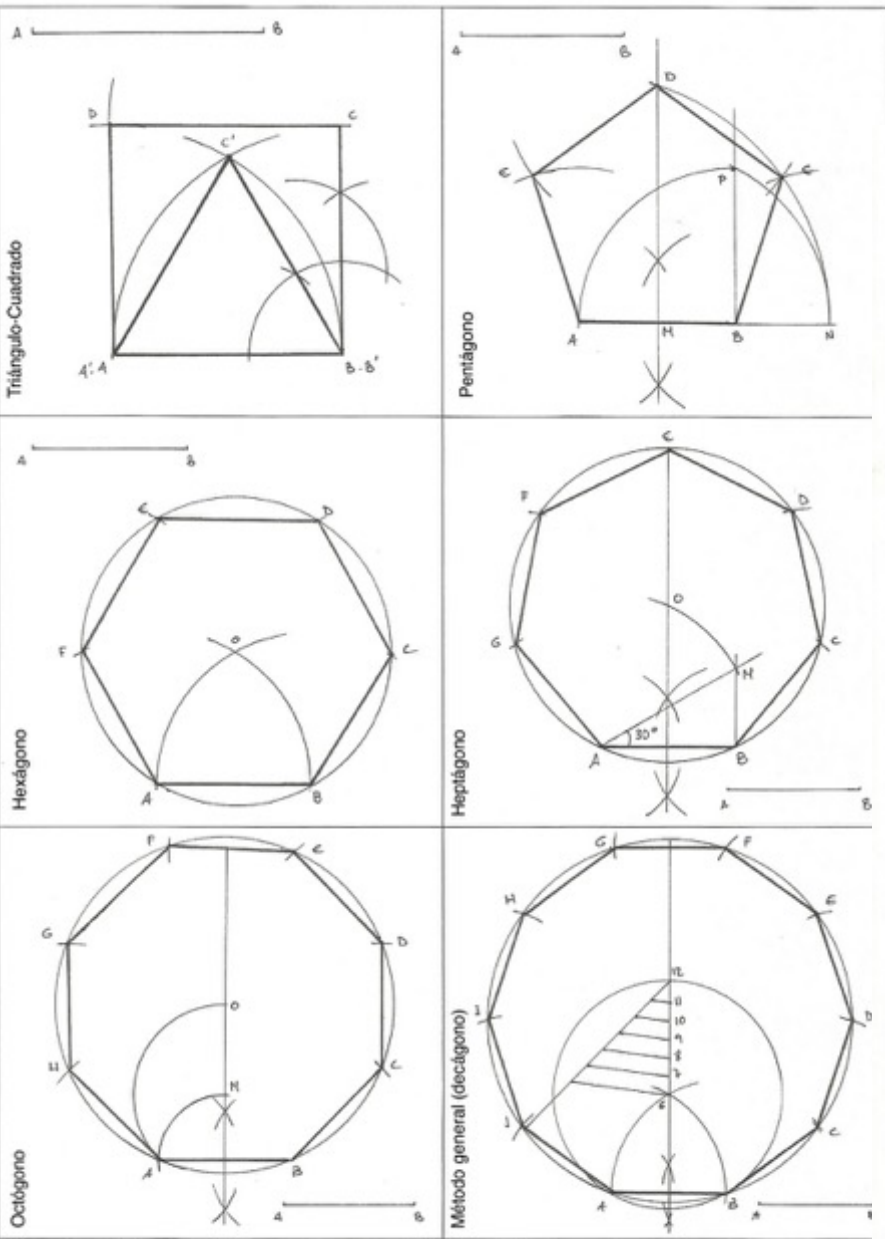 Triángulo-Cuadrado
A B
D C
C'
A'·A B·B'
Pentágono
A B
D
E P C
A M B N
Hexágono
A B
E D
O
F C
A B
Heptágono
E
F D
O
G C
M
30°
A B
A B
Octógono
F E
G D
O
H M C
A B
A B
Método general (decágono)
G F
H E
12
11
10
I 9 D
8
7
6
J C
A B
A